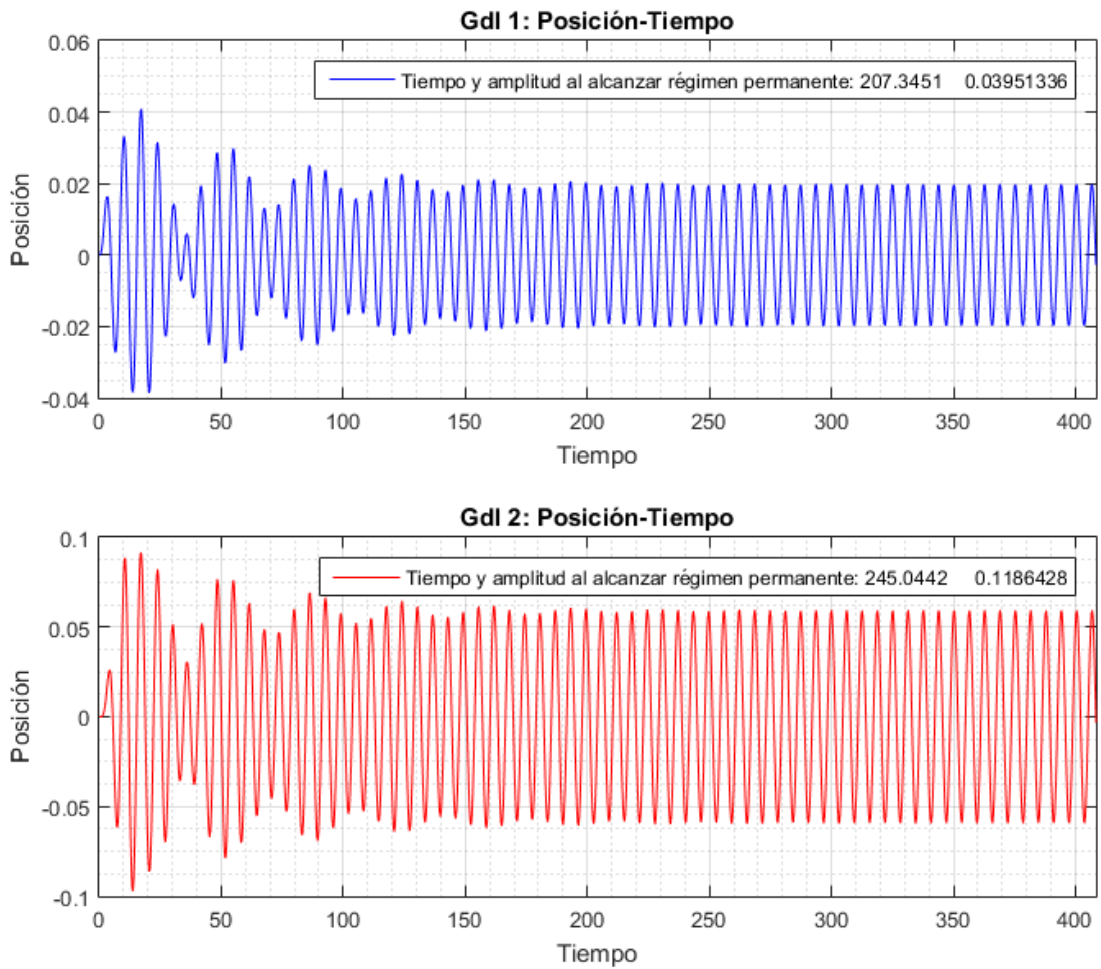 Gdl 1: Posición-Tiempo
0.06
0.04
0.02
0
-0.02
-0.04
Posición
Tiempo y amplitud al alcanzar régimen permanente: 207.3451 0.03951336
0 50 100 150 200 250 300 350 400
Tiempo
Gdl 2: Posición-Tiempo
0.1
0.05
0
-0.05
-0.1
Posición
Tiempo y amplitud al alcanzar régimen permanente: 245.0442 0.1186428
0 50 100 150 200 250 300 350 400
Tiempo